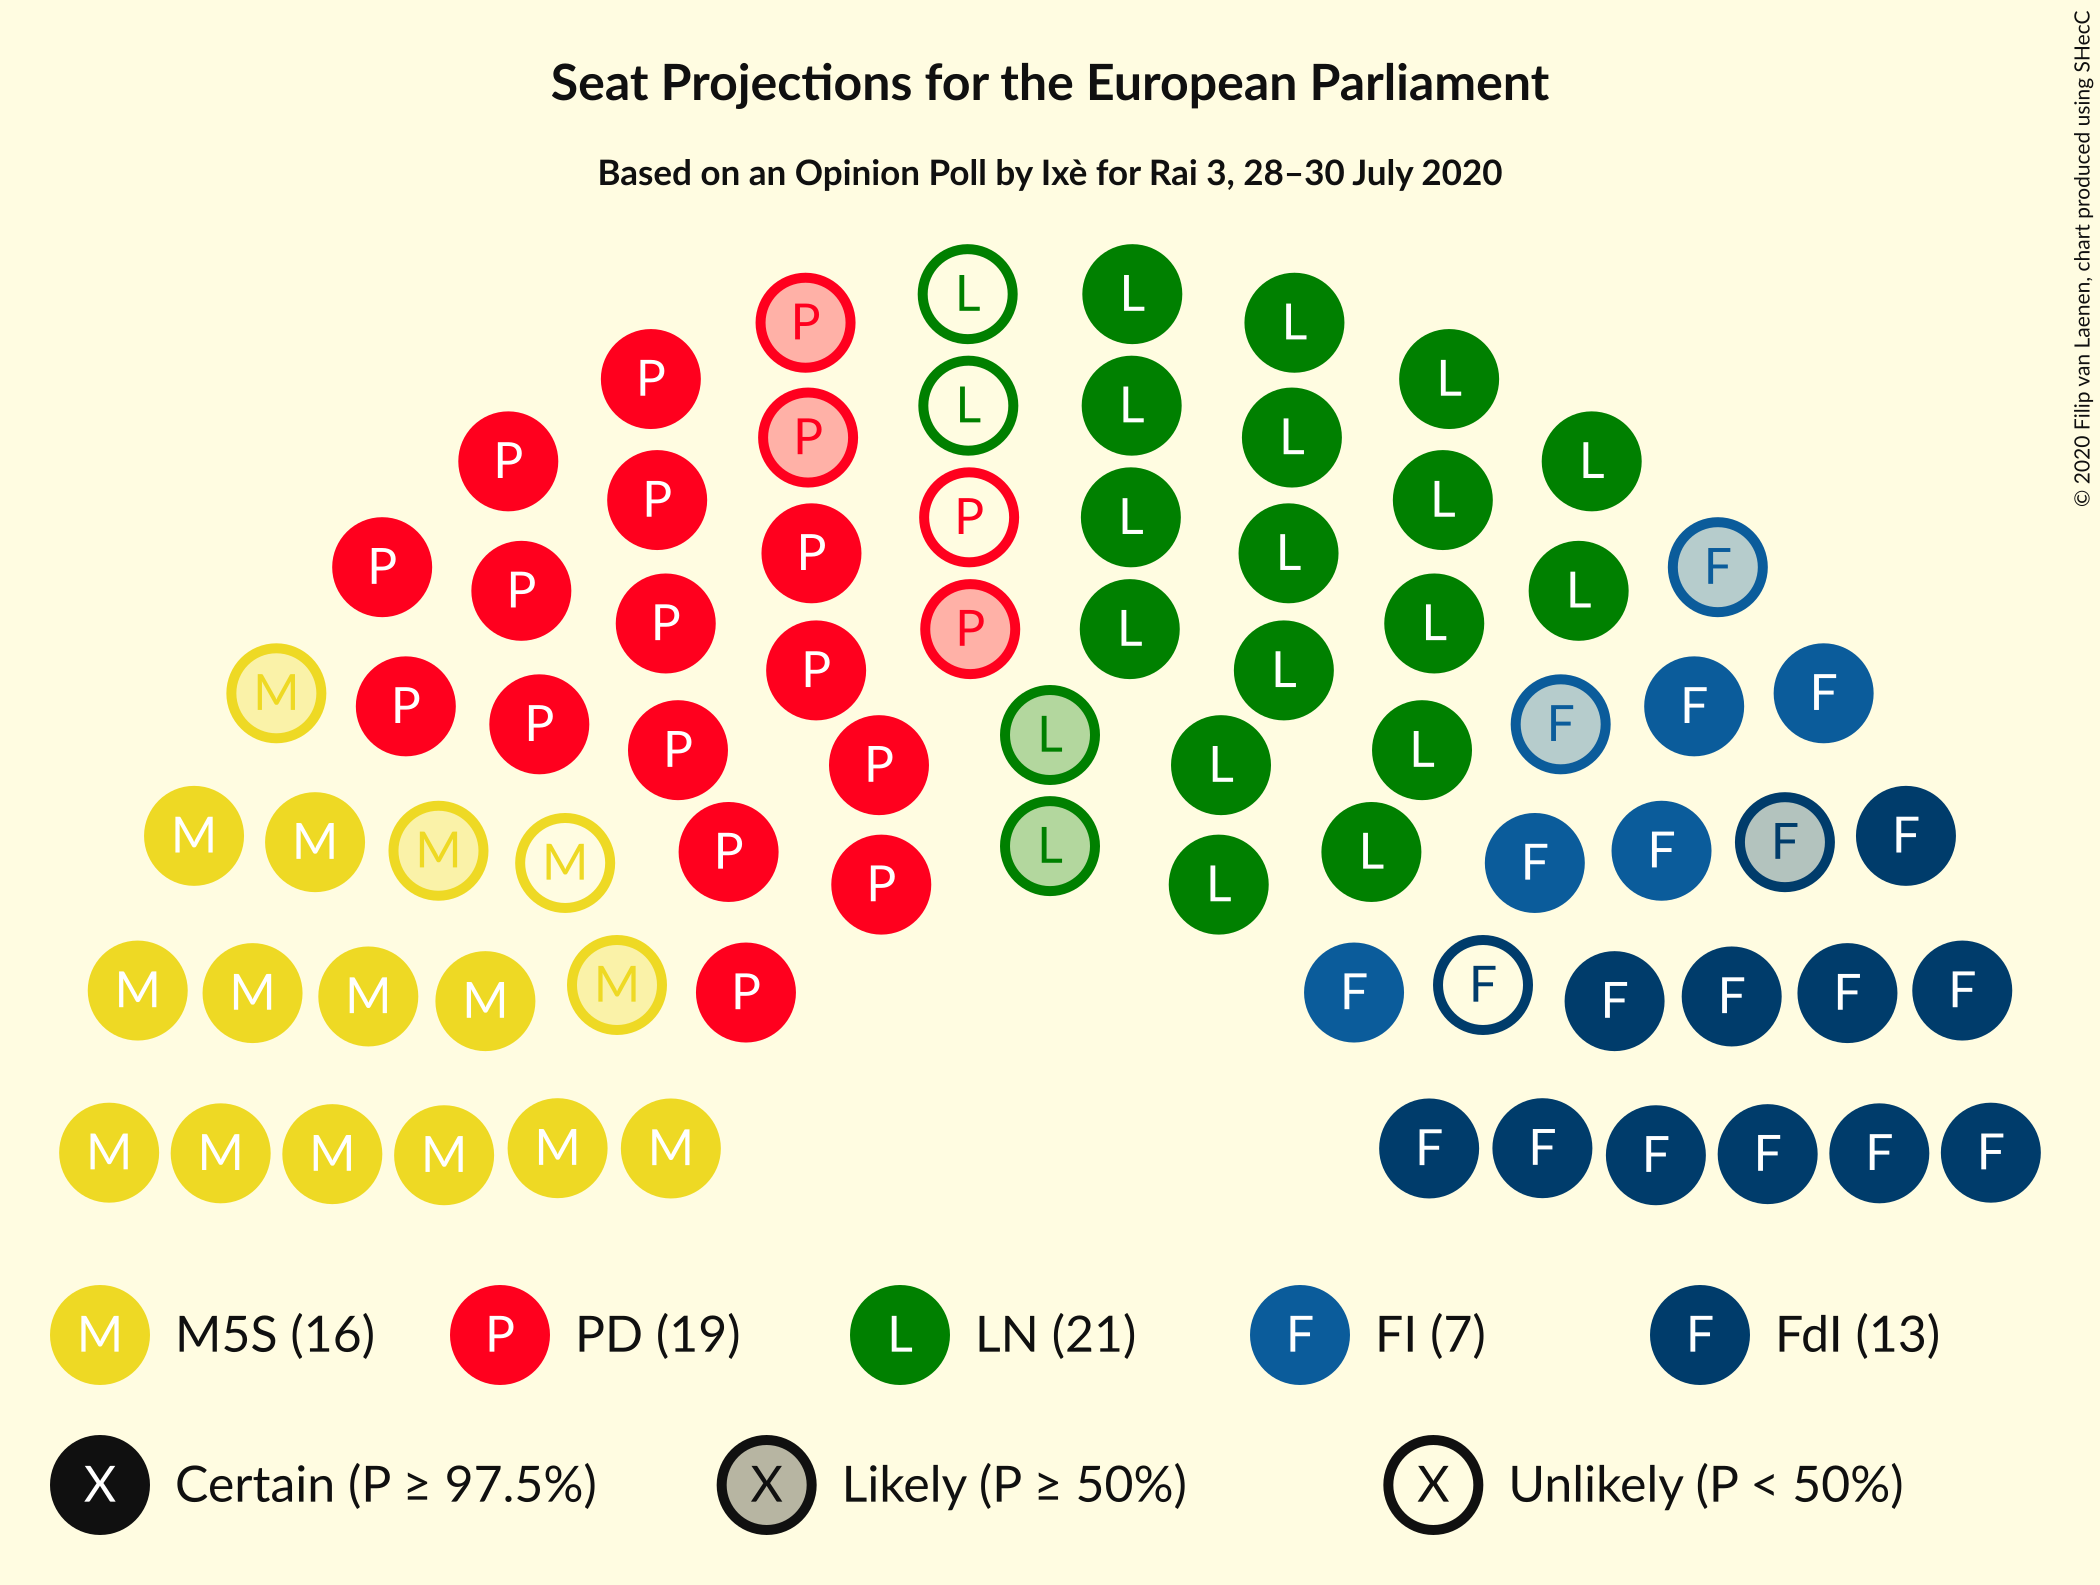 Seat Projections for the European Parliament
Based on an Opinion Poll by Ixè for Rai 3, 28–30 July 2020
© 2020 Filip van Laenen, chart produced using SHecC
L L
P L
P L P
P L L
P L L L
P P P L
P P L L
P P L L F
P P L L
P P L
M P P L F F F
P P L L
L
M M M M P L F F F F
L
P L
M M M M M P F F F F F F
M M M M M M F F F F F F
M M5S (16) P PD (19) L LN (21) F FI (7) F FdI (13)
X Certain (P ≥ 97.5%) X Likely (P ≥ 50%) X Unlikely (P < 50%)